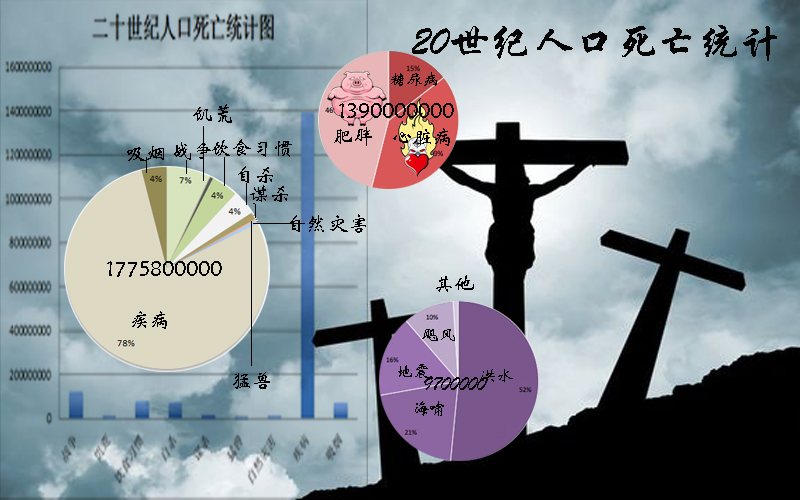 二十世纪人口死亡统计图
20世纪人口死亡统计
1600000000
1400000000
1200000000
1000000000
800000000
600000000
400000000
200000000
0
战争
饥荒
饮食习惯
自杀
谋杀
猛兽
自然灾害
疾病
吸烟
饥荒
吸烟
战争
饮食习惯
自杀
谋杀
自然灾害
4%
7%
4%
4%
1775800000
疾病
78%
猛兽
15%
糖尿病
46
1390000000
肥胖
心脏病
其他
10%
飓风
16%
地震
9700000
洪水
52%
海啸
21%